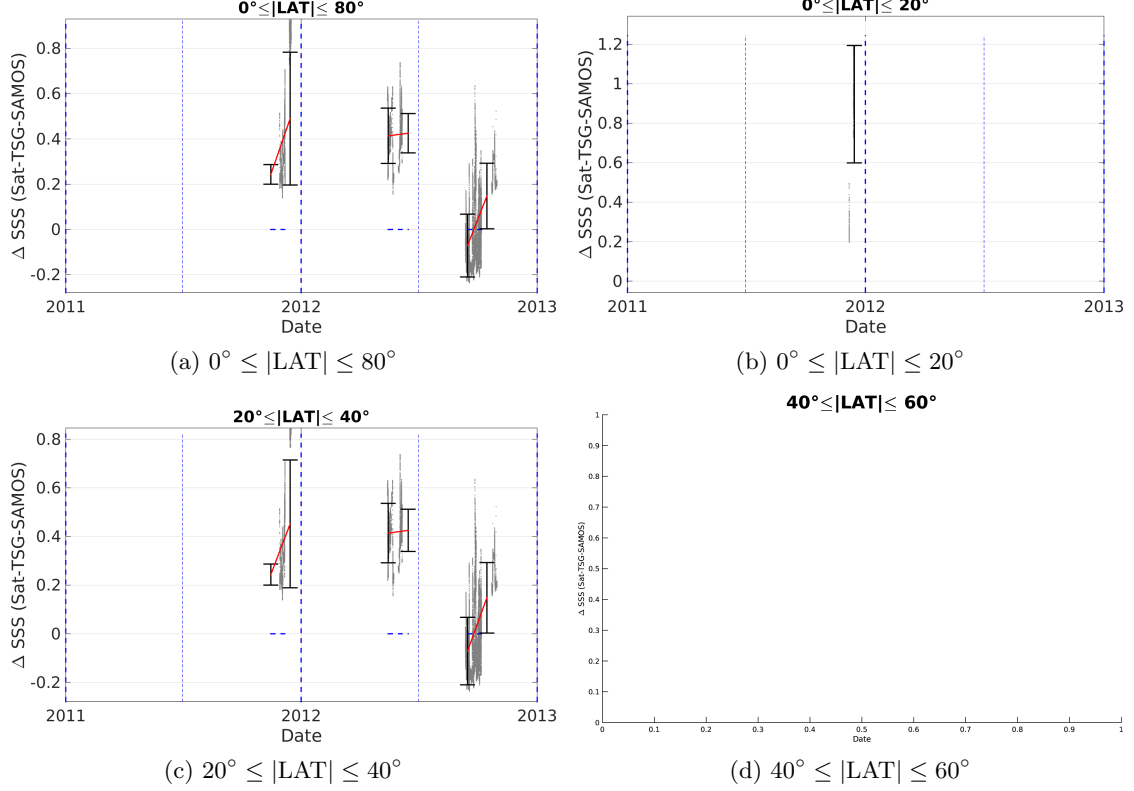 0°≤|LAT|≤ 80°
Δ SSS (Sat-TSG-SAMOS)
0.8
0.6
0.4
0.2
0
-0.2
2011
2012
2013
Date
(a) 0° ≤ |LAT| ≤ 80°
0°≤|LAT|≤ 20°
Δ SSS (Sat-TSG-SAMOS)
1.2
1
0.8
0.6
0.4
0.2
0
2011
2012
2013
Date
(b) 0° ≤ |LAT| ≤ 20°
20°≤|LAT|≤ 40°
Δ SSS (Sat-TSG-SAMOS)
0.8
0.6
0.4
0.2
0
-0.2
2011
2012
2013
Date
(c) 20° ≤ |LAT| ≤ 40°
40°≤|LAT|≤ 60°
Δ SSS (Sat-TSG-SAMOS)
1
0.9
0.8
0.7
0.6
0.5
0.4
0.3
0.2
0.1
0
0 0.1 0.2 0.3 0.4 0.5 0.6 0.7 0.8 0.9 1
Date
(d) 40° ≤ |LAT| ≤ 60°